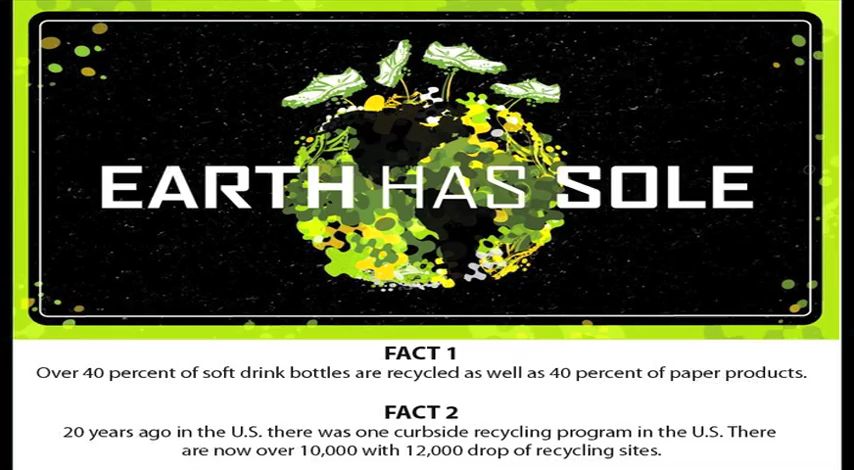 EARTH HAS SOLE
FACT 1
Over 40 percent of soft drink bottles are recycled as well as 40 percent of paper products.
FACT 2
20 years ago in the U.S. there was one curbside recycling program in the U.S. There
are now over 10,000 with 12,000 drop of recycling sites.